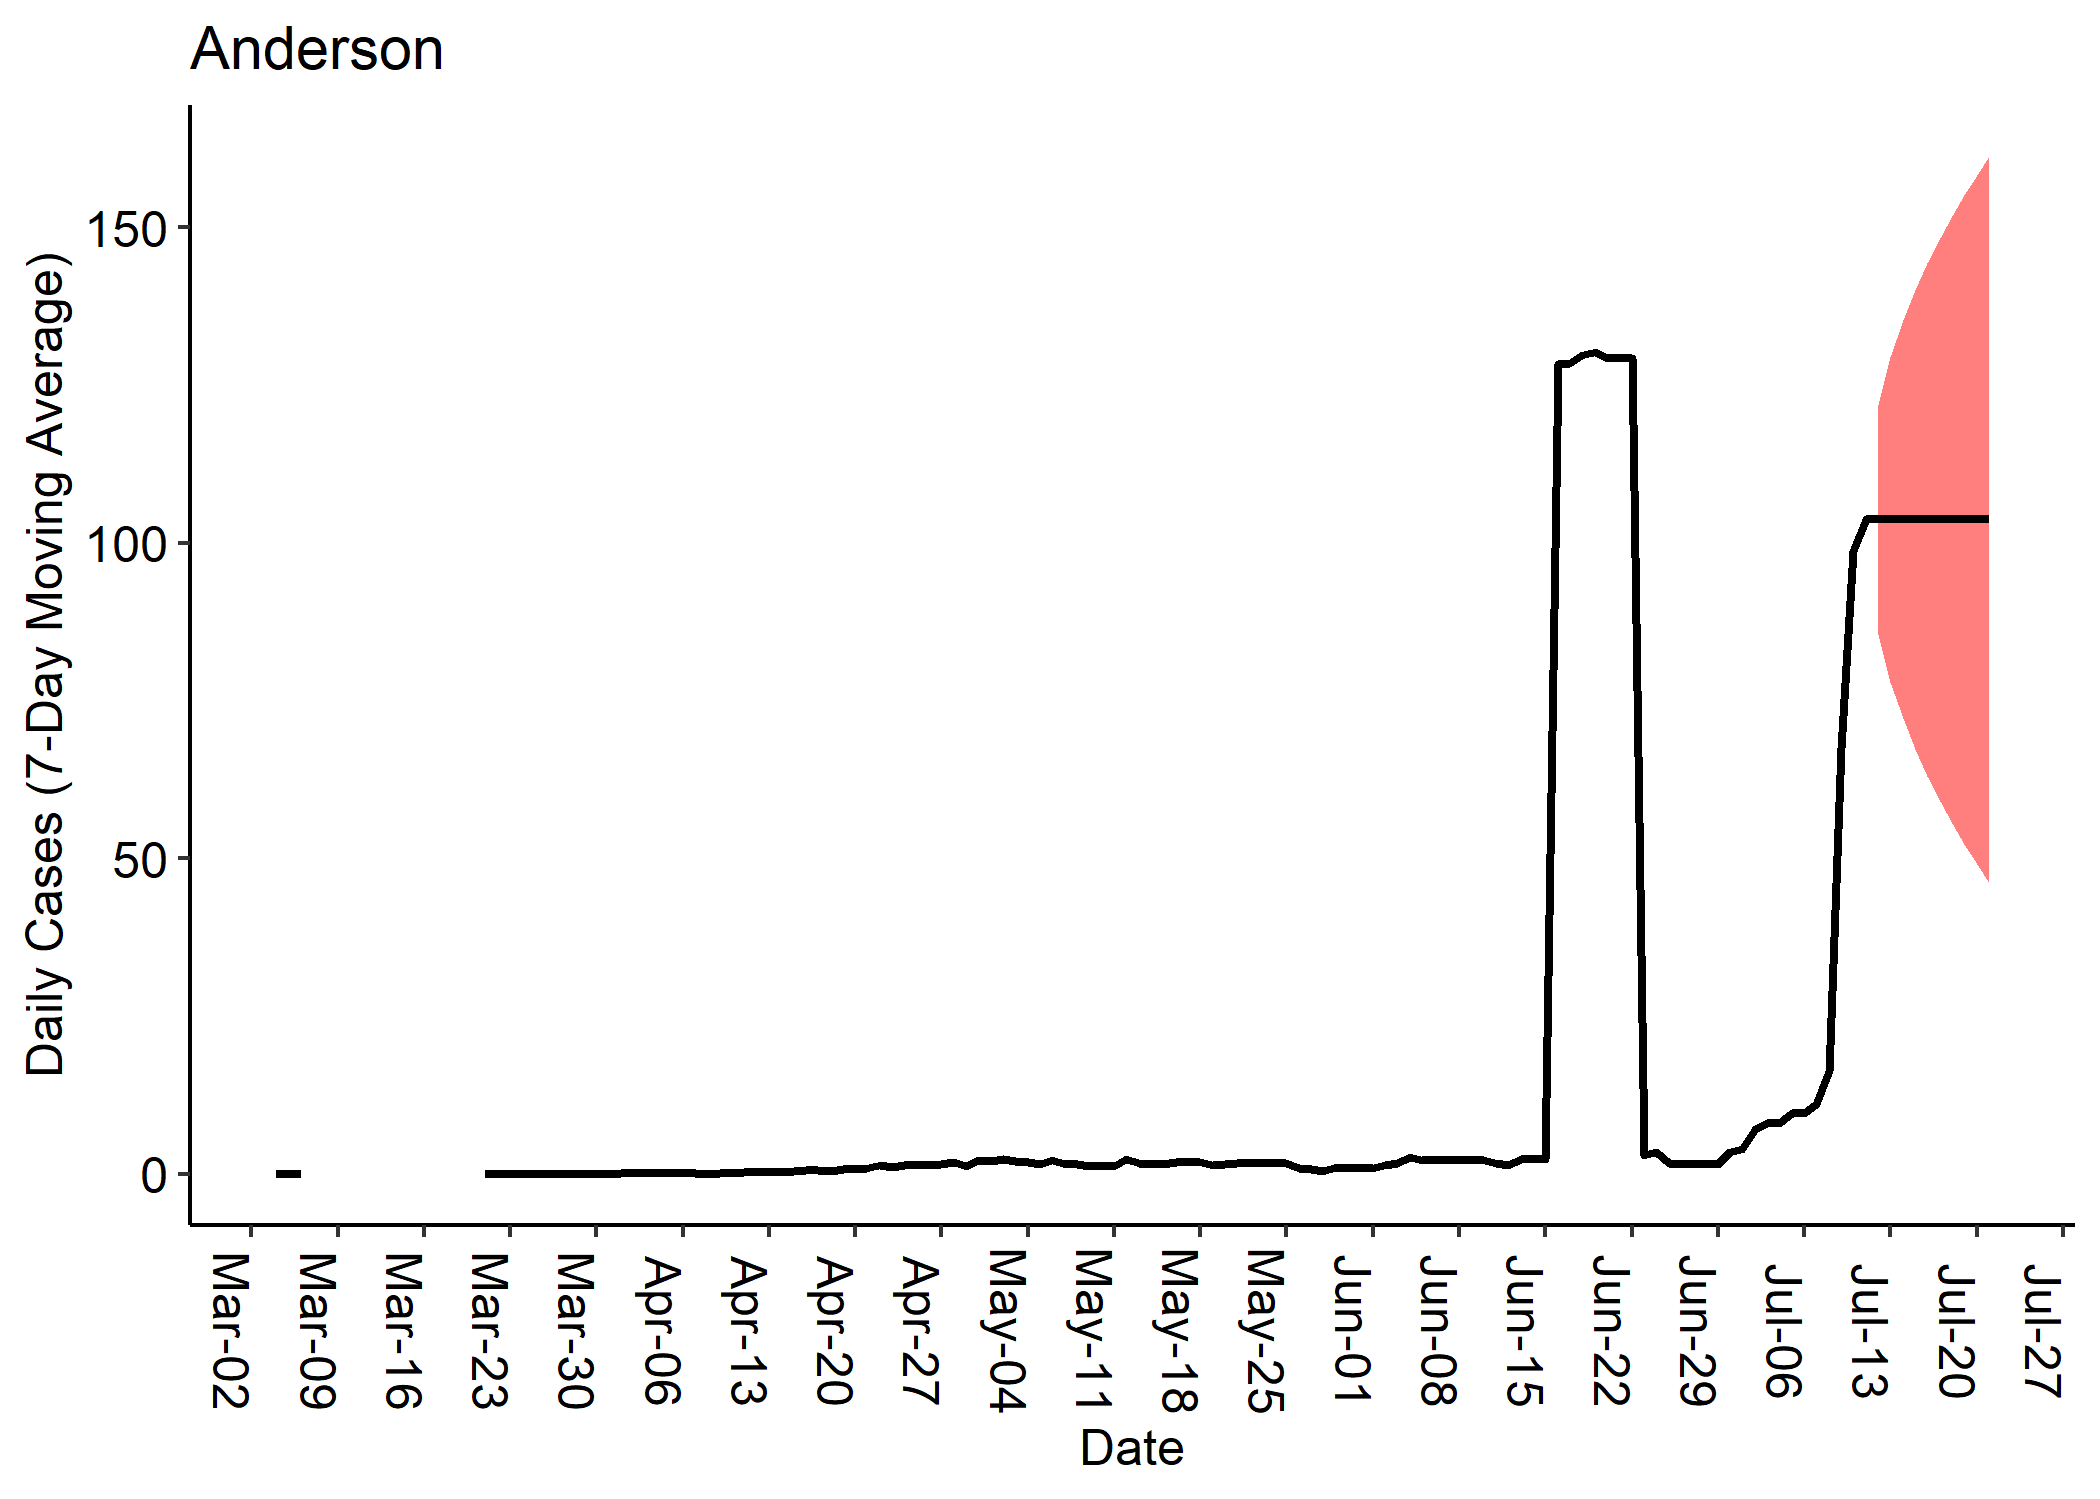 Anderson
Daily Cases (7-Day Moving Average)
150
100
50
0
Mar-02
Mar-09
Mar-16
Mar-23
Mar-30
Apr-06
Apr-13
Apr-20
Apr-27
May-04
May-11
May-18
May-25
Jun-01
Jun-08
Jun-15
Jun-22
Jun-29
Jul-06
Jul-13
Jul-20
Jul-27
Date